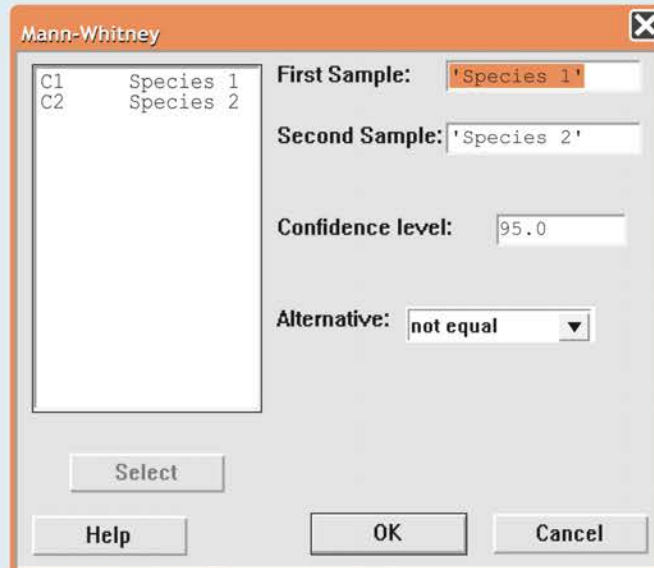 Mann-Whitney
C1 Species 1
C2 Species 2
First Sample: 'Species 1'
Second Sample: 'Species 2'
Confidence level: 95.0
Alternative: not equal
Select
Help
OK
Cancel